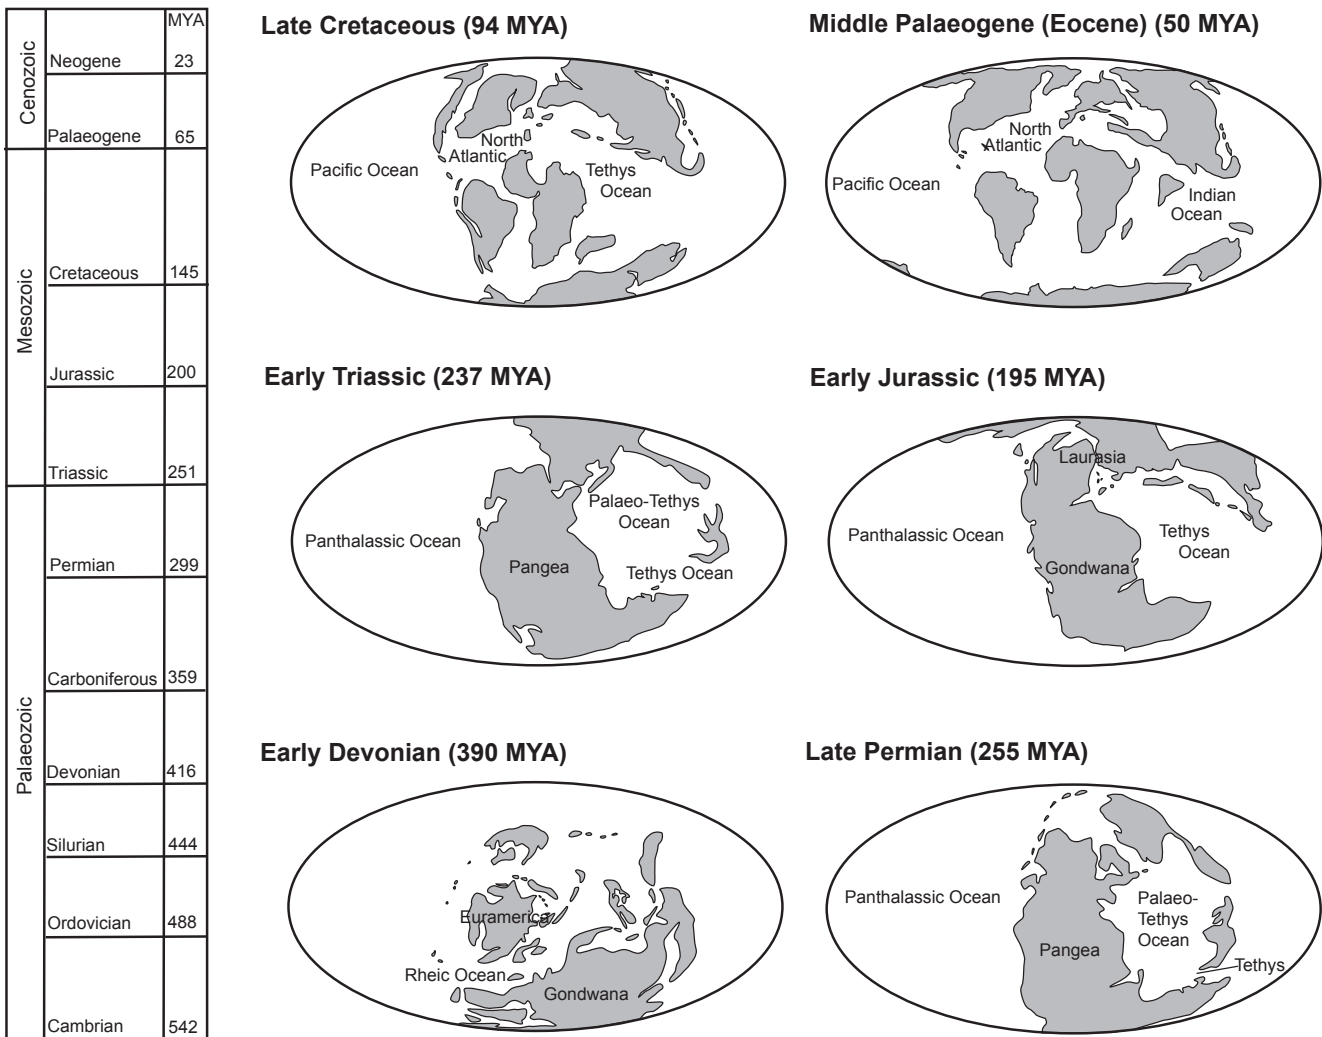 MYA
Cenozoic
Neogene 23
Palaeogene 65
Mesozoic
Cretaceous 145
Jurassic 200
Triassic 251
Palaeozoic
Permian 299
Carboniferous 359
Devonian 416
Silurian 444
Ordovician 488
Cambrian 542
Late Cretaceous (94 MYA)
Pacific Ocean
North
Atlantic
Tethys
Ocean
Middle Palaeogene (Eocene) (50 MYA)
Pacific Ocean
North
Atlantic
Indian
Ocean
Early Triassic (237 MYA)
Panthalassic Ocean
Pangea
Palaeo-Tethys
Ocean
Tethys Ocean
Early Jurassic (195 MYA)
Laurasia
Panthalassic Ocean
Gondwana
Tethys
Ocean
Early Devonian (390 MYA)
Euramerica
Rheic Ocean
Gondwana
Late Permian (255 MYA)
Panthalassic Ocean
Pangea
Palaeo-
Tethys
Ocean
Tethys